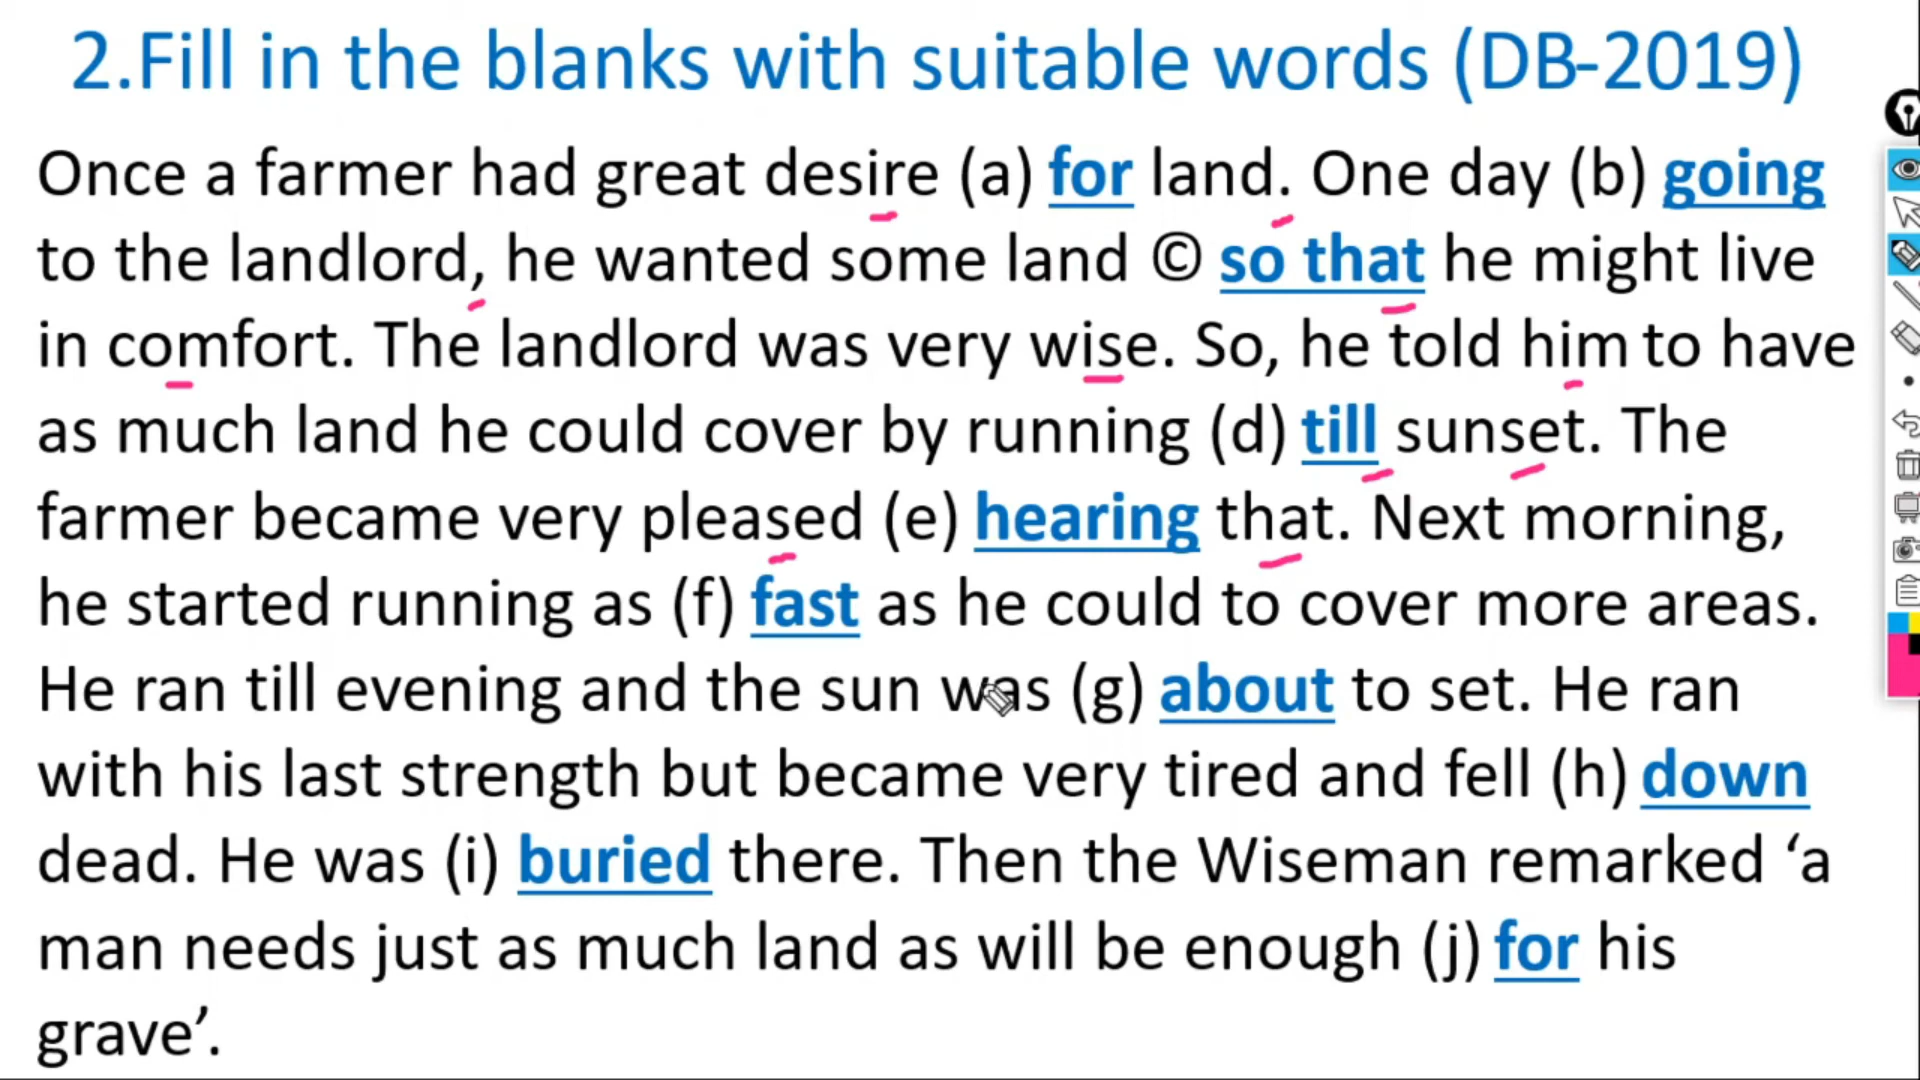 2.Fill in the blanks with suitable words (DB-2019)
Once a farmer had great desire (a) for land. One day (b) going
to the landlord, he wanted some land © so that he might live
in comfort. The landlord was very wise. So, he told him to have
as much land he could cover by running (d) till sunset. The
farmer became very pleased (e) hearing that. Next morning,
he started running as (f) fast as he could to cover more areas.
He ran till evening and the sun was (g) about to set. He ran
with his last strength but became very tired and fell (h) down
dead. He was (i) buried there. Then the Wiseman remarked ‘a
man needs just as much land as will be enough (j) for his
grave’.